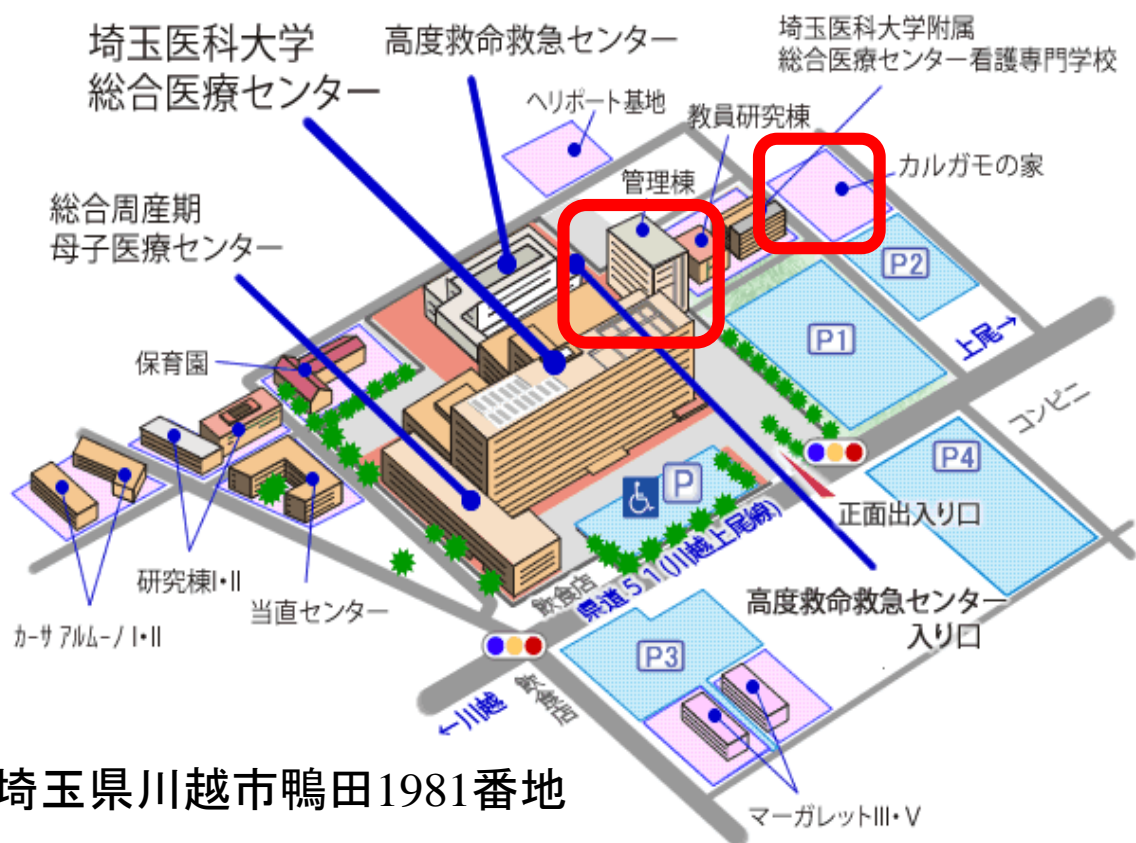 埼玉医科大学
総合医療センター
高度救命救急センター
埼玉医科大学附属
総合医療センター看護専門学校
ヘリポート基地
教員研究棟
カルガモの家
管理棟
総合周産期
母子医療センター
P2
P1
上尾→
保育園
コンビニ
P4
P
正面出入り口
県道51(川越上尾線)
飲食店
研究棟I・II
当直センター
カーサ アルムーノ I・II
高度救命救急センター
入り口
P3
←川越
飲食店
埼玉県川越市鴨田1981番地
マーガレットIII・V